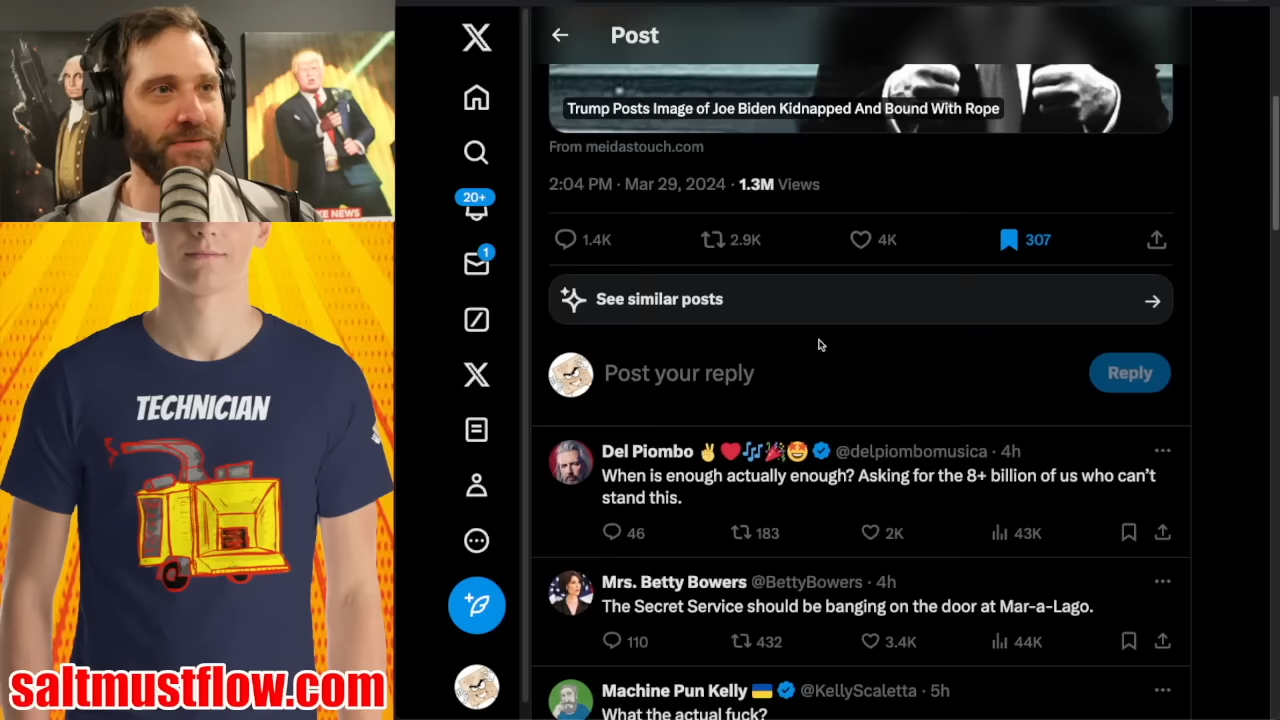 KE NEWS
TECHNICIAN
saltmustflow.com
20+
1
Post
Trump Posts Image of Joe Biden Kidnapped And Bound With Rope
From meidastouch.com
2:04 PM · Mar 29, 2024 · 1.3M Views
1.4K 2.9K 4K 307
See similar posts
Post your reply
Reply
Del Piombo ✌️❤️🎶🎉🤩 @delpiombomusica · 4h
When is enough actually enough? Asking for the 8+ billion of us who can't
stand this.
46 183 2K 43K
Mrs. Betty Bowers @BettyBowers · 4h
The Secret Service should be banging on the door at Mar-a-Lago.
110 432 3.4K 44K
Machine Pun Kelly 🇺🇦 @KellyScaletta · 5h
What the actual fuck?